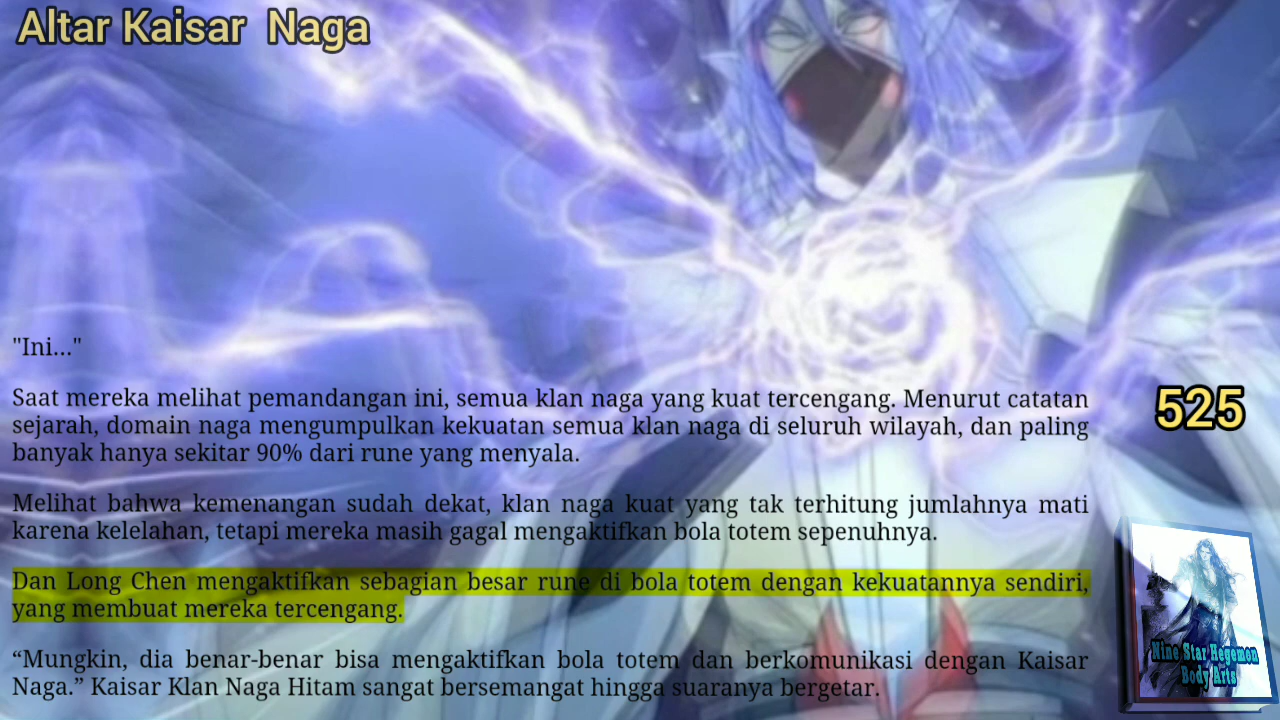 Altar Kaisar Naga
"Ini..."
Saat mereka melihat pemandangan ini, semua klan naga yang kuat tercengang. Menurut catatan
sejarah, domain naga mengumpulkan kekuatan semua klan naga di seluruh wilayah, dan paling
banyak hanya sekitar 90% dari rune yang menyala.
525
Melihat bahwa kemenangan sudah dekat, klan naga kuat yang tak terhitung jumlahnya mati
karena kelelahan, tetapi mereka masih gagal mengaktifkan bola totem sepenuhnya.
Dan Long Chen mengaktifkan sebagian besar rune di bola totem dengan kekuatannya sendiri,
yang membuat mereka tercengang.
“Mungkin, dia benar-benar bisa mengaktifkan bola totem dan berkomunikasi dengan Kaisar
Naga.” Kaisar Klan Naga Hitam sangat bersemangat hingga suaranya bergetar.
Nine Star Hegemon
Body Arts